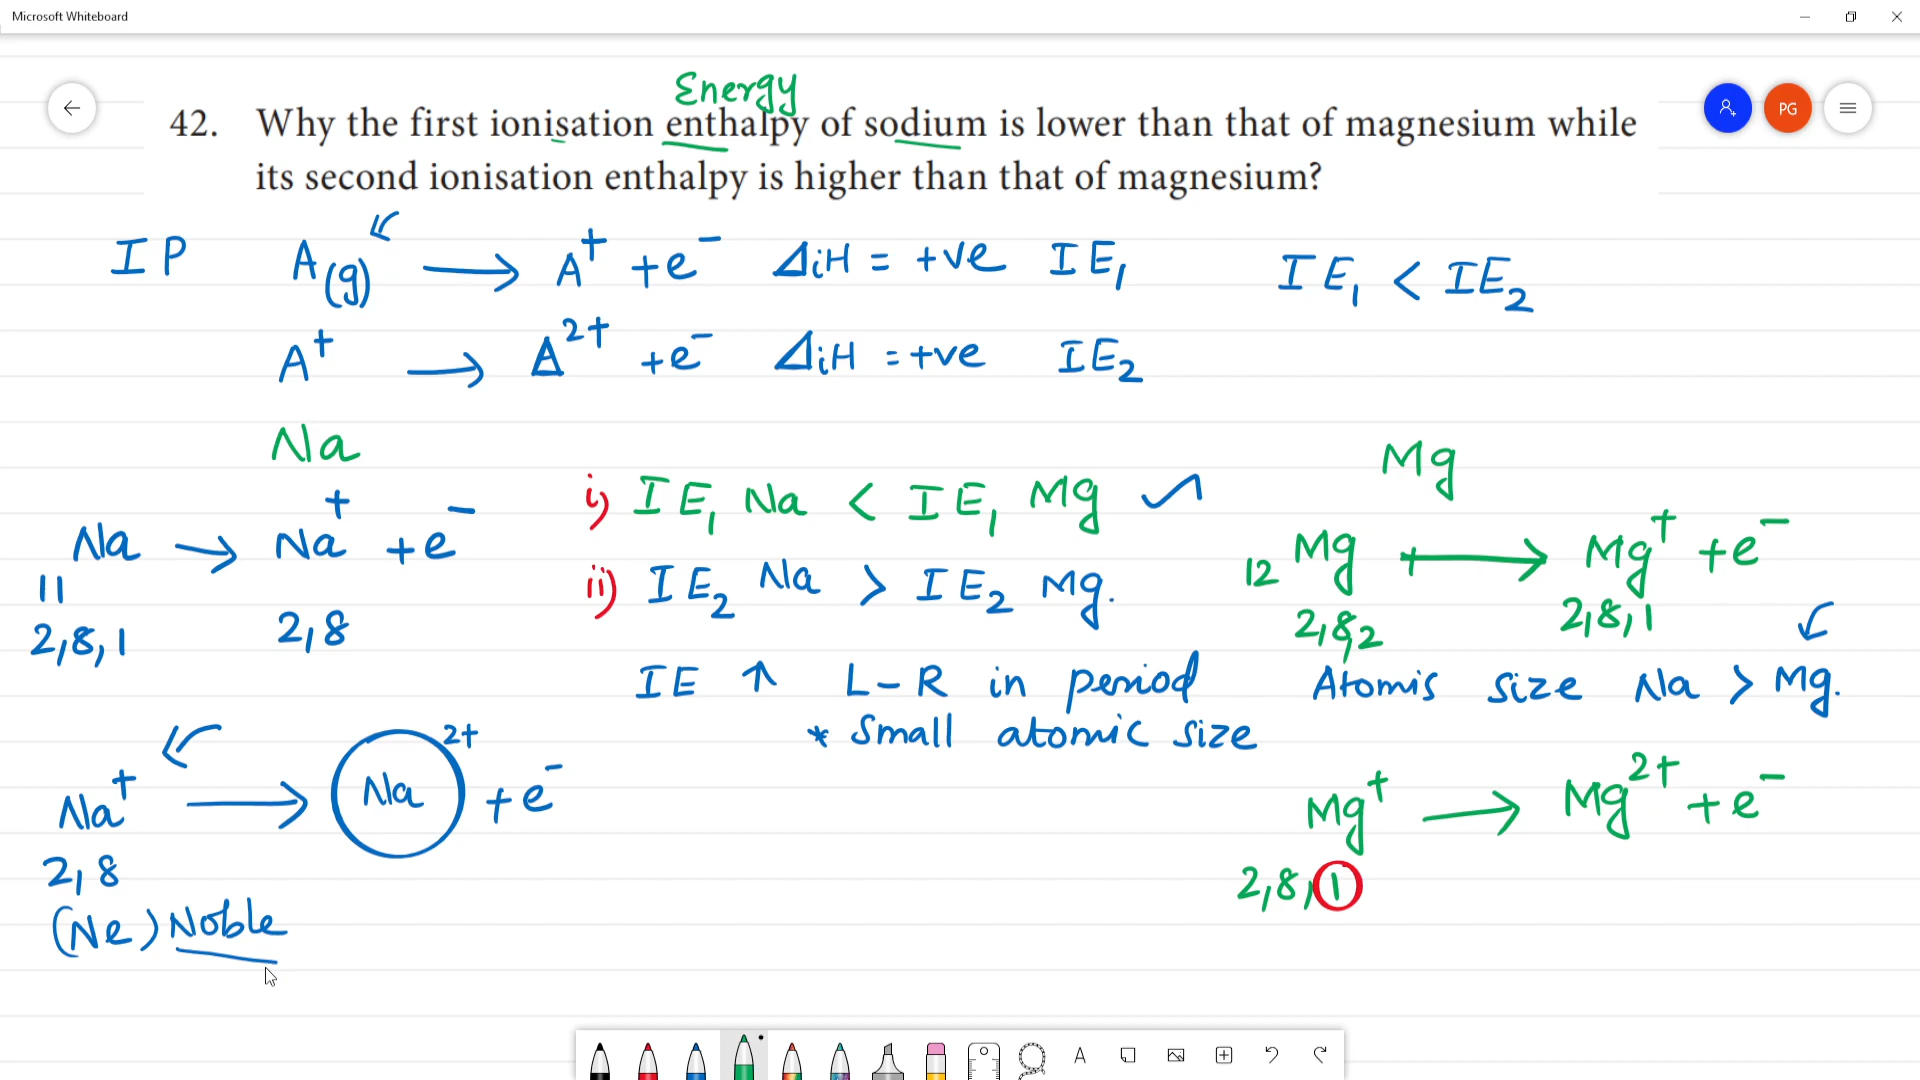 Microsoft Whiteboard
Energy
42. Why the first ionisation enthalpy of sodium is lower than that of magnesium while
its second ionisation enthalpy is higher than that of magnesium?
PG
IP A(g) → A⁺ + e⁻ ΔiH = +ve IE₁ IE₁ < IE₂
A⁺ → A²⁺ + e⁻ ΔiH = +ve IE₂
Na Mg
i) IE₁ Na < IE₁ Mg
Na → Na⁺ + e⁻
12 Mg → Mg⁺ + e⁻
11
ii) IE₂ Na > IE₂ Mg.
2,8,1 2,8
2,8,2 2,8,1
IE ↑ L – R in period Atomis size Na > Mg.
* Small atomic size
Na⁺ → Na²⁺ + e⁻ Mg⁺ → Mg²⁺ + e⁻
2,8 2,8,1
(Ne) Noble
A